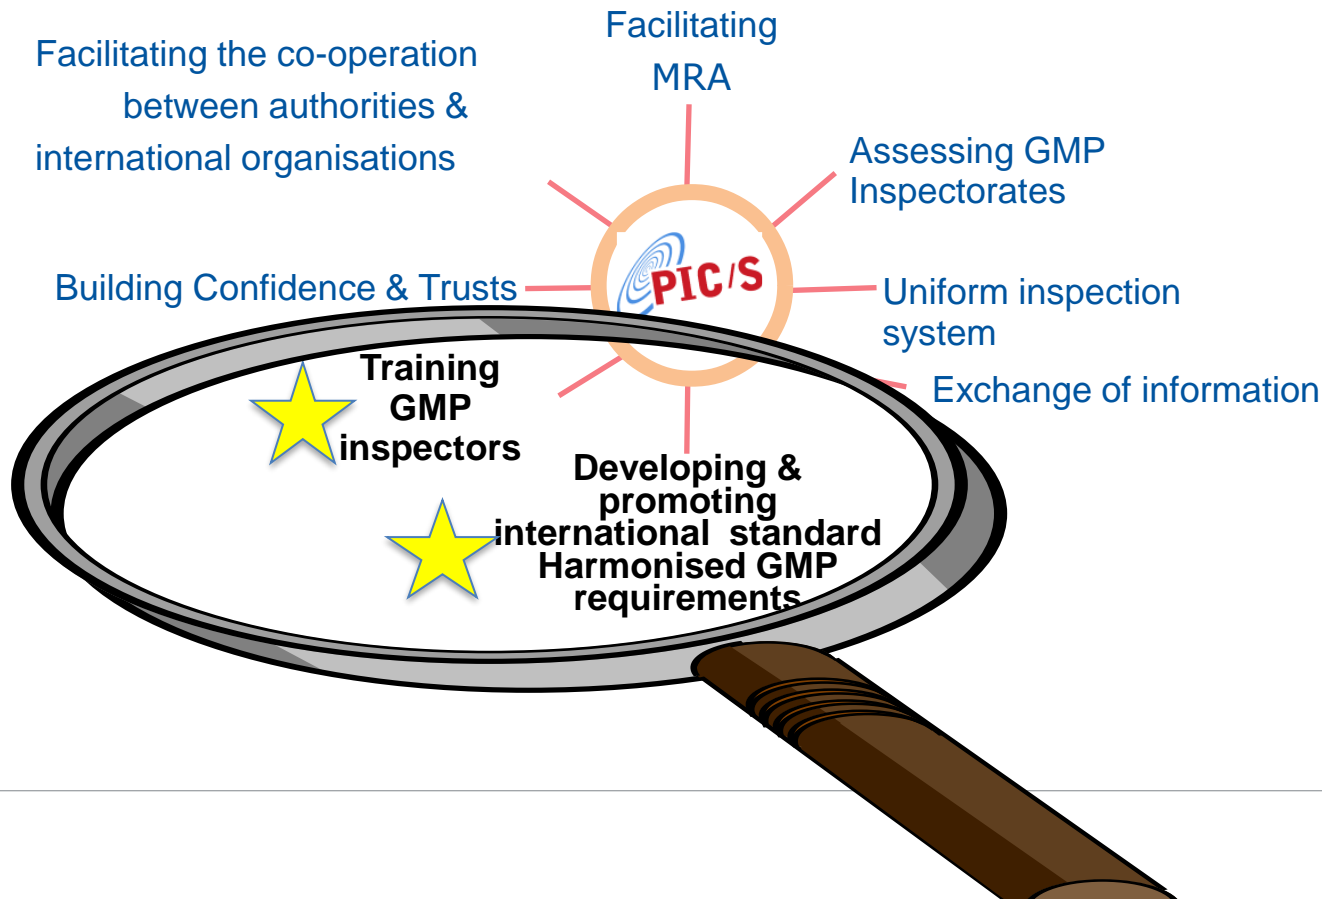 Facilitating
MRA
Facilitating the co-operation
between authorities &
international organisations
Assessing GMP
Inspectorates
PIC/S
Building Confidence & Trusts
Uniform inspection
system
Exchange of information
Training
GMP
inspectors
Developing &
promoting
international standard
Harmonised GMP
requirements